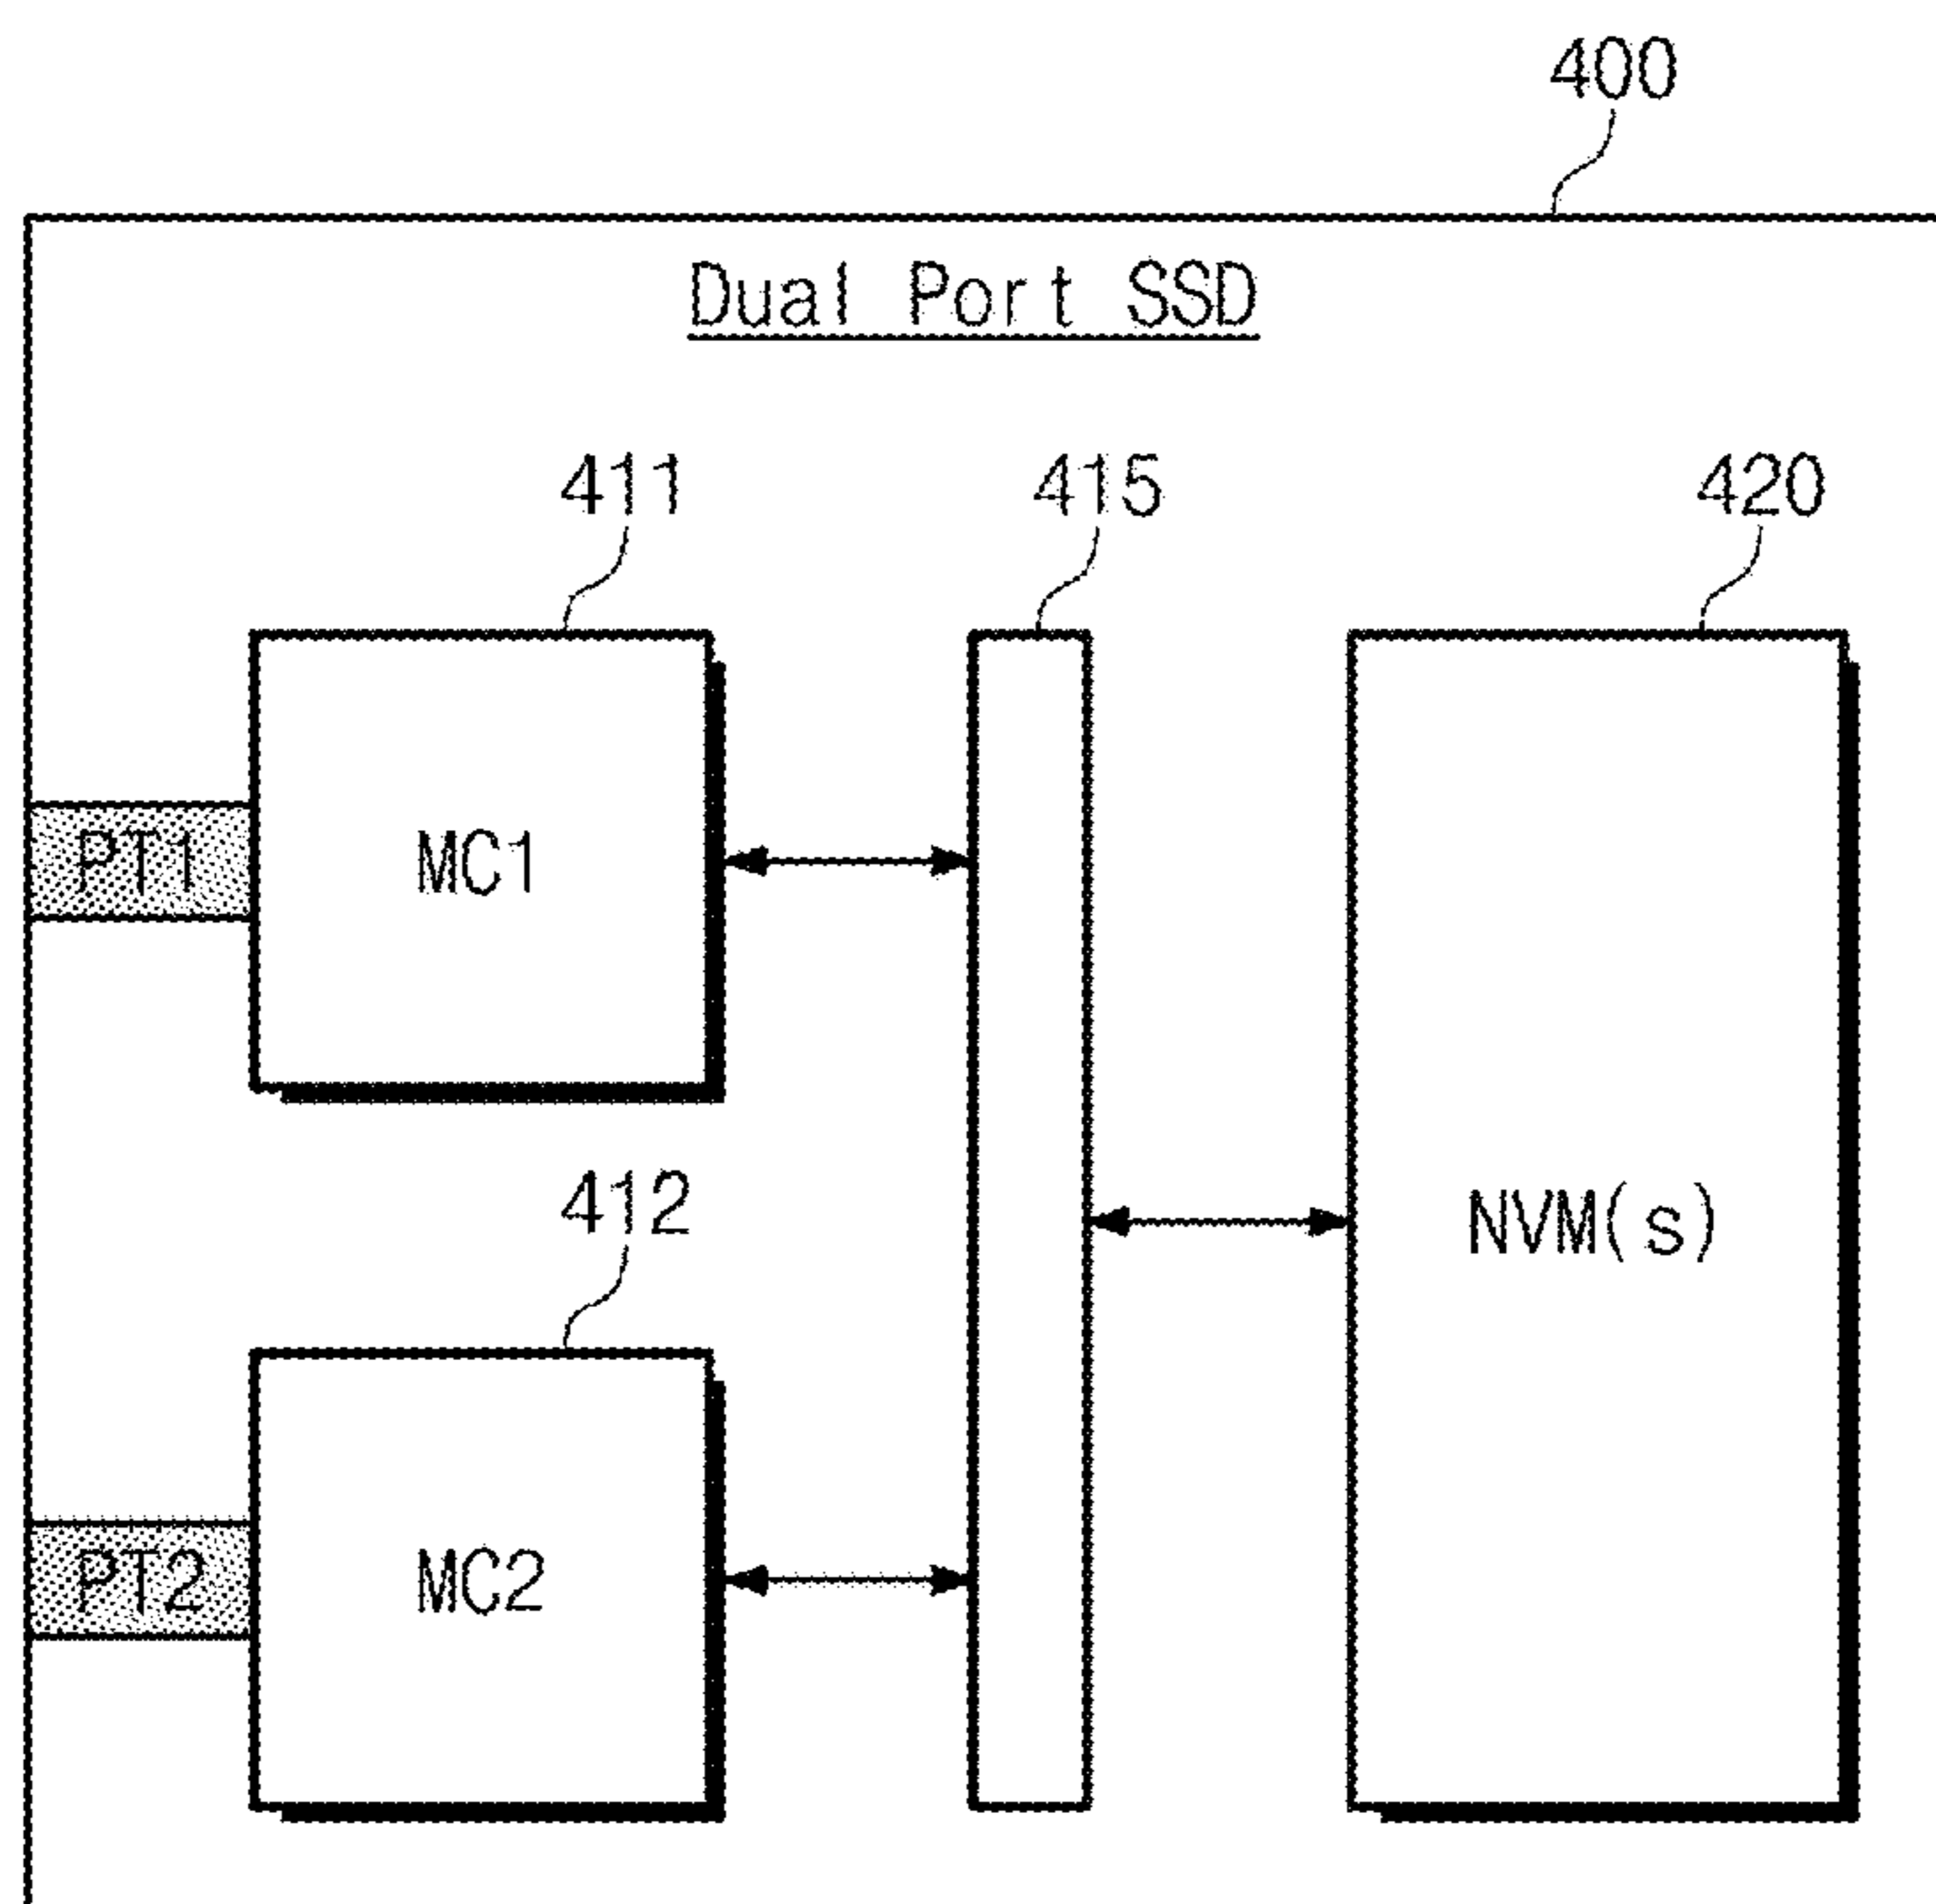 400
Dual Port SSD
411
415
420
PT1
MC1
412
NVM(s)
PT2
MC2